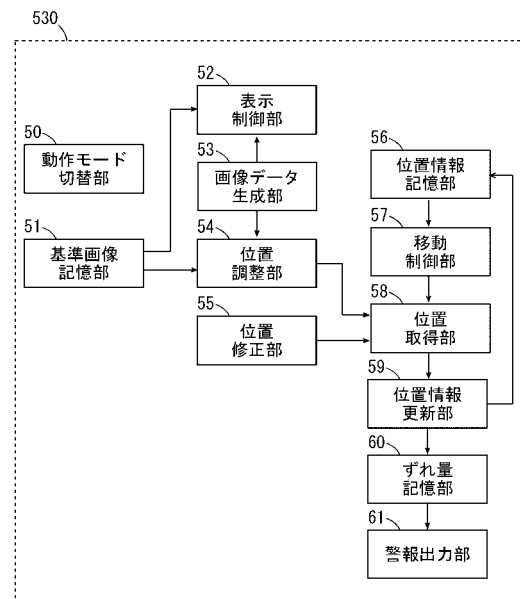 530
52
表示
制御部
50
動作モード
切替部
53
画像データ
生成部
56
位置情報
記憶部
51
基準画像
記憶部
54
位置
調整部
57
移動
制御部
55
位置
修正部
58
位置
取得部
59
位置情報
更新部
60
ずれ量
記憶部
61
警報出力部